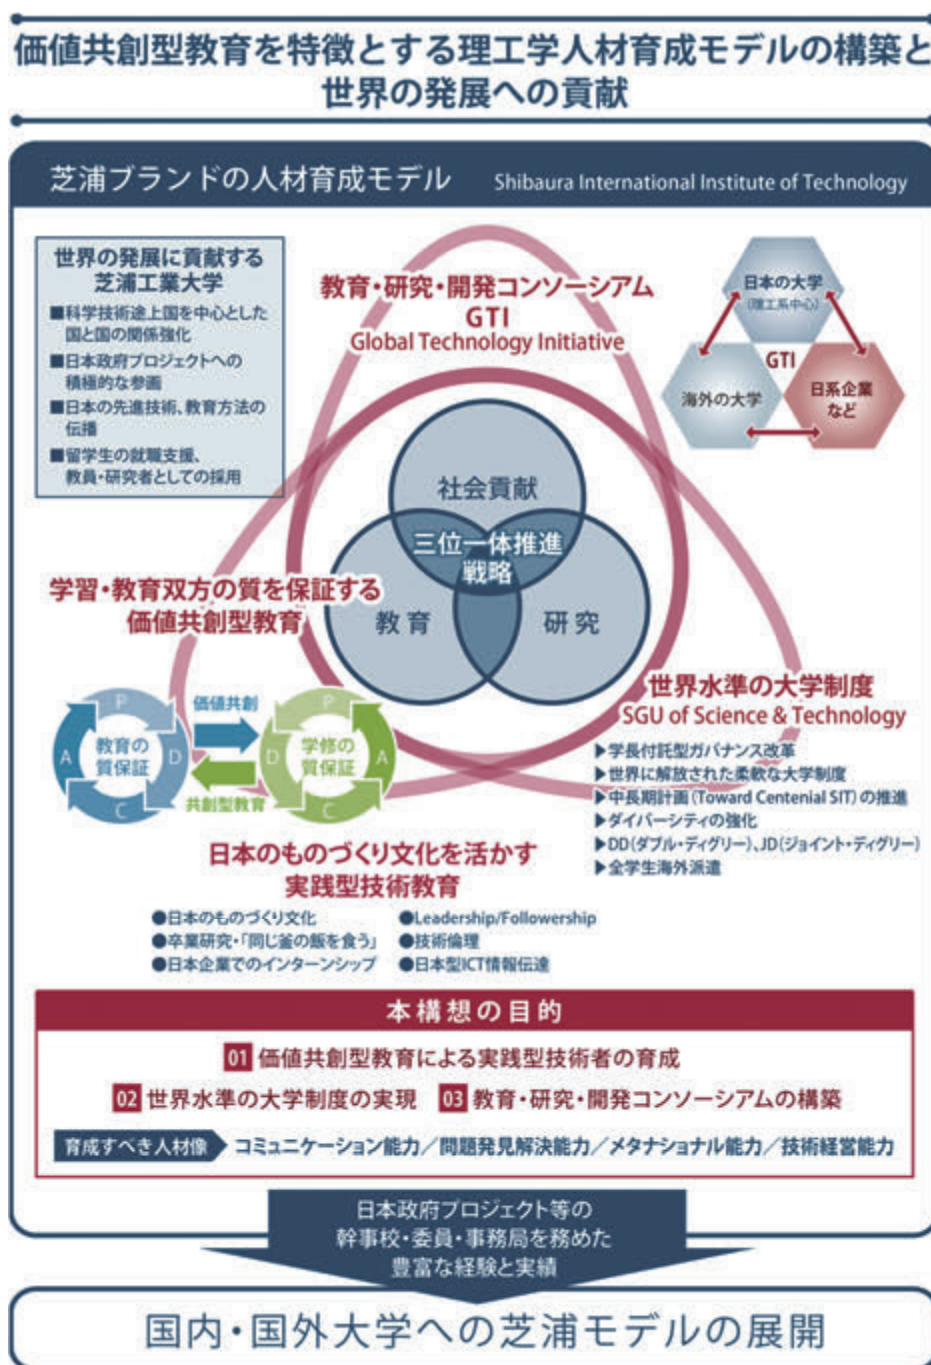 価値共創型教育を特徴とする理工学人材育成モデルの構築と
世界の発展への貢献
芝浦ブランドの人材育成モデル
Shibaura International Institute of Technology
世界の発展に貢献する
芝浦工業大学
■科学技術途上国を中心とした
国と国の関係強化
■日本政府プロジェクトへの
積極的な参画
■日本の先進技術、教育方法の
伝播
■留学生の就職支援、
教員・研究者としての採用
教育・研究・開発コンソーシアム
GTI
Global Technology Initiative
日本の大学
(理工系中心)
GTI
海外の大学
日系企業
など
社会貢献
三位一体推進
戦略
教育
研究
学習・教育双方の質を保証する
価値共創型教育
P
D
C
A
教育の
質保証
価値共創
共創型教育
P
D
C
A
学修の
質保証
世界水準の大学制度
SGU of Science & Technology
▶学長付託型ガバナンス改革
▶世界に解放された柔軟な大学制度
▶中長期計画(Toward Centenial SIT)の推進
▶ダイバーシティの強化
▶DD(ダブル・ディグリー)、JD(ジョイント・ディグリー)
▶全学生海外派遣
日本のものづくり文化を活かす
実践型技術教育
●日本のものづくり文化
●卒業研究・「同じ釜の飯を食う」
●日本企業でのインターンシップ
●Leadership/Followership
●技術倫理
●日本型ICT情報伝達
本構想の目的
01 価値共創型教育による実践型技術者の育成
02 世界水準の大学制度の実現 03 教育・研究・開発コンソーシアムの構築
育成すべき人材像 コミュニケーション能力／問題発見解決能力／メタナショナル能力／技術経営能力
日本政府プロジェクト等の
幹事校・委員・事務局を務めた
豊富な経験と実績
国内・国外大学への芝浦モデルの展開